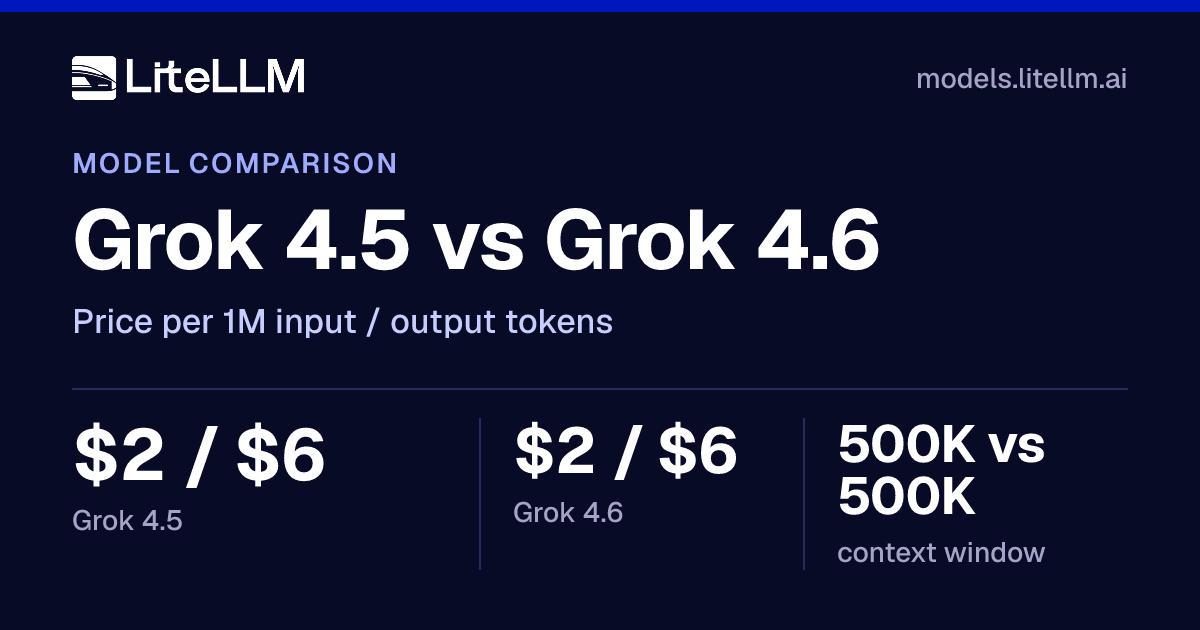 LiteLLM
models.litellm.ai
MODEL COMPARISON
Grok 4.5 vs Grok 4.6
Price per 1M input / output tokens
$2 / $6
Grok 4.5
$2 / $6
Grok 4.6
500K vs
500K
context window